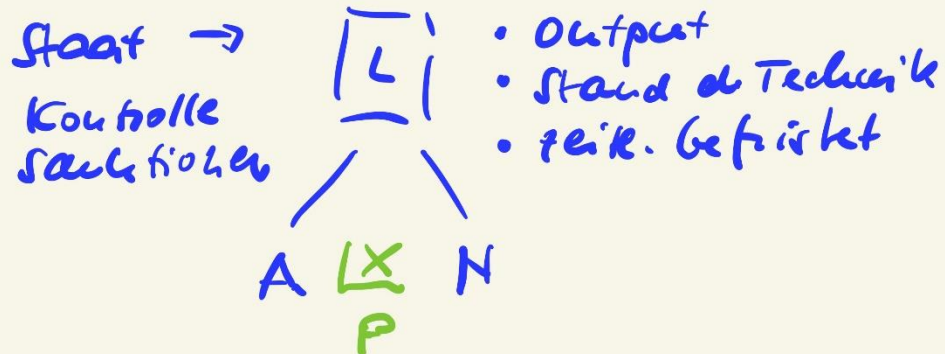 Staat →
Kontrolle
Sanktionen
L
• Output
• Stand d. Technik
• zeitl. befristet
A X N
P